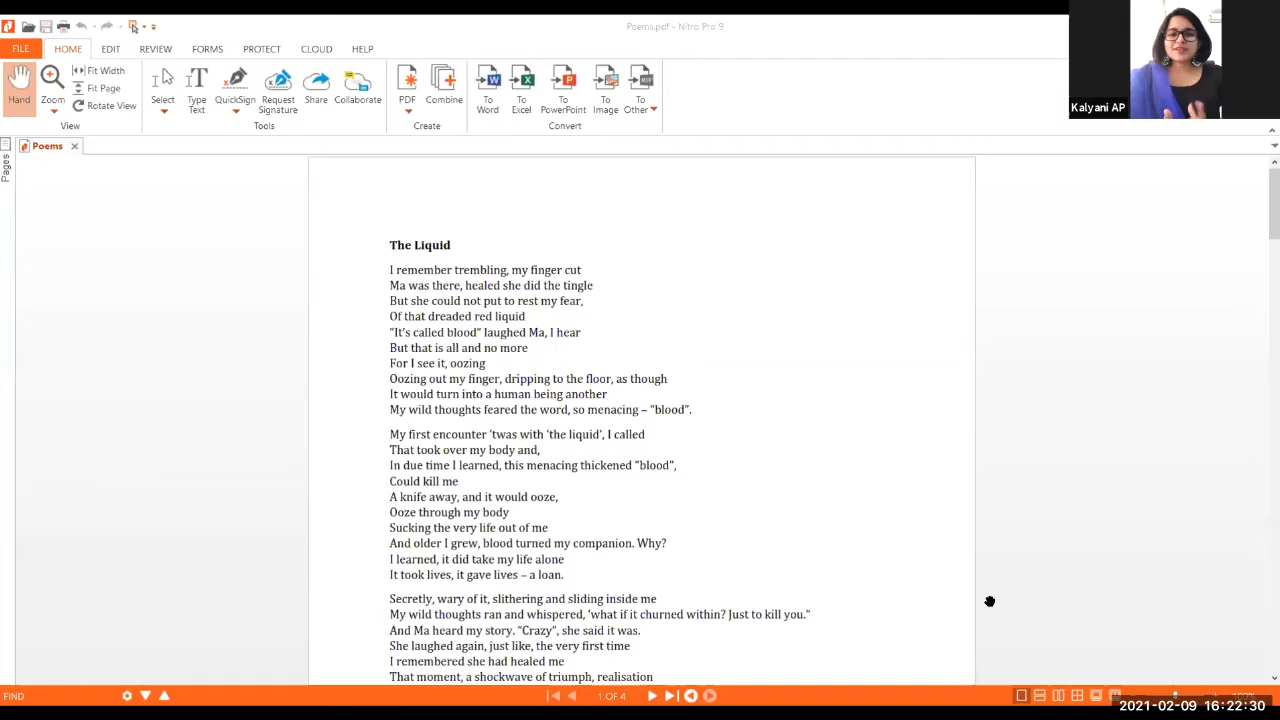 Poems.pdf - Nitro Pro 9
FILE
HOME
EDIT
REVIEW
FORMS
PROTECT
CLOUD
HELP
Hand
Zoom
Fit Width
Fit Page
Rotate View
View
Select
Type Text
QuickSign
Request Signature
Share
Collaborate
Tools
PDF
Combine
Create
To Word
To Excel
To PowerPoint
To Image
To Other
Convert
Kalyani AP
Poems
Pages
The Liquid
I remember trembling, my finger cut
Ma was there, healed she did the tingle
But she could not put to rest my fear,
Of that dreaded red liquid
"It's called blood" laughed Ma, I hear
But that is all and no more
For I see it, oozing
Oozing out my finger, dripping to the floor, as though
It would turn into a human being another
My wild thoughts feared the word, so menacing – "blood".
My first encounter 'twas with 'the liquid', I called
That took over my body and,
In due time I learned, this menacing thickened "blood",
Could kill me
A knife away, and it would ooze,
Ooze through my body
Sucking the very life out of me
And older I grew, blood turned my companion. Why?
I learned, it did take my life alone
It took lives, it gave lives – a loan.
Secretly, wary of it, slithering and sliding inside me
My wild thoughts ran and whispered, 'what if it churned within? Just to kill you."
And Ma heard my story. "Crazy", she said it was.
She laughed again, just like, the very first time
I remembered she had healed me
That moment, a shockwave of triumph, realisation
FIND
1 OF 4
100%
2021-02-09 16:22:30